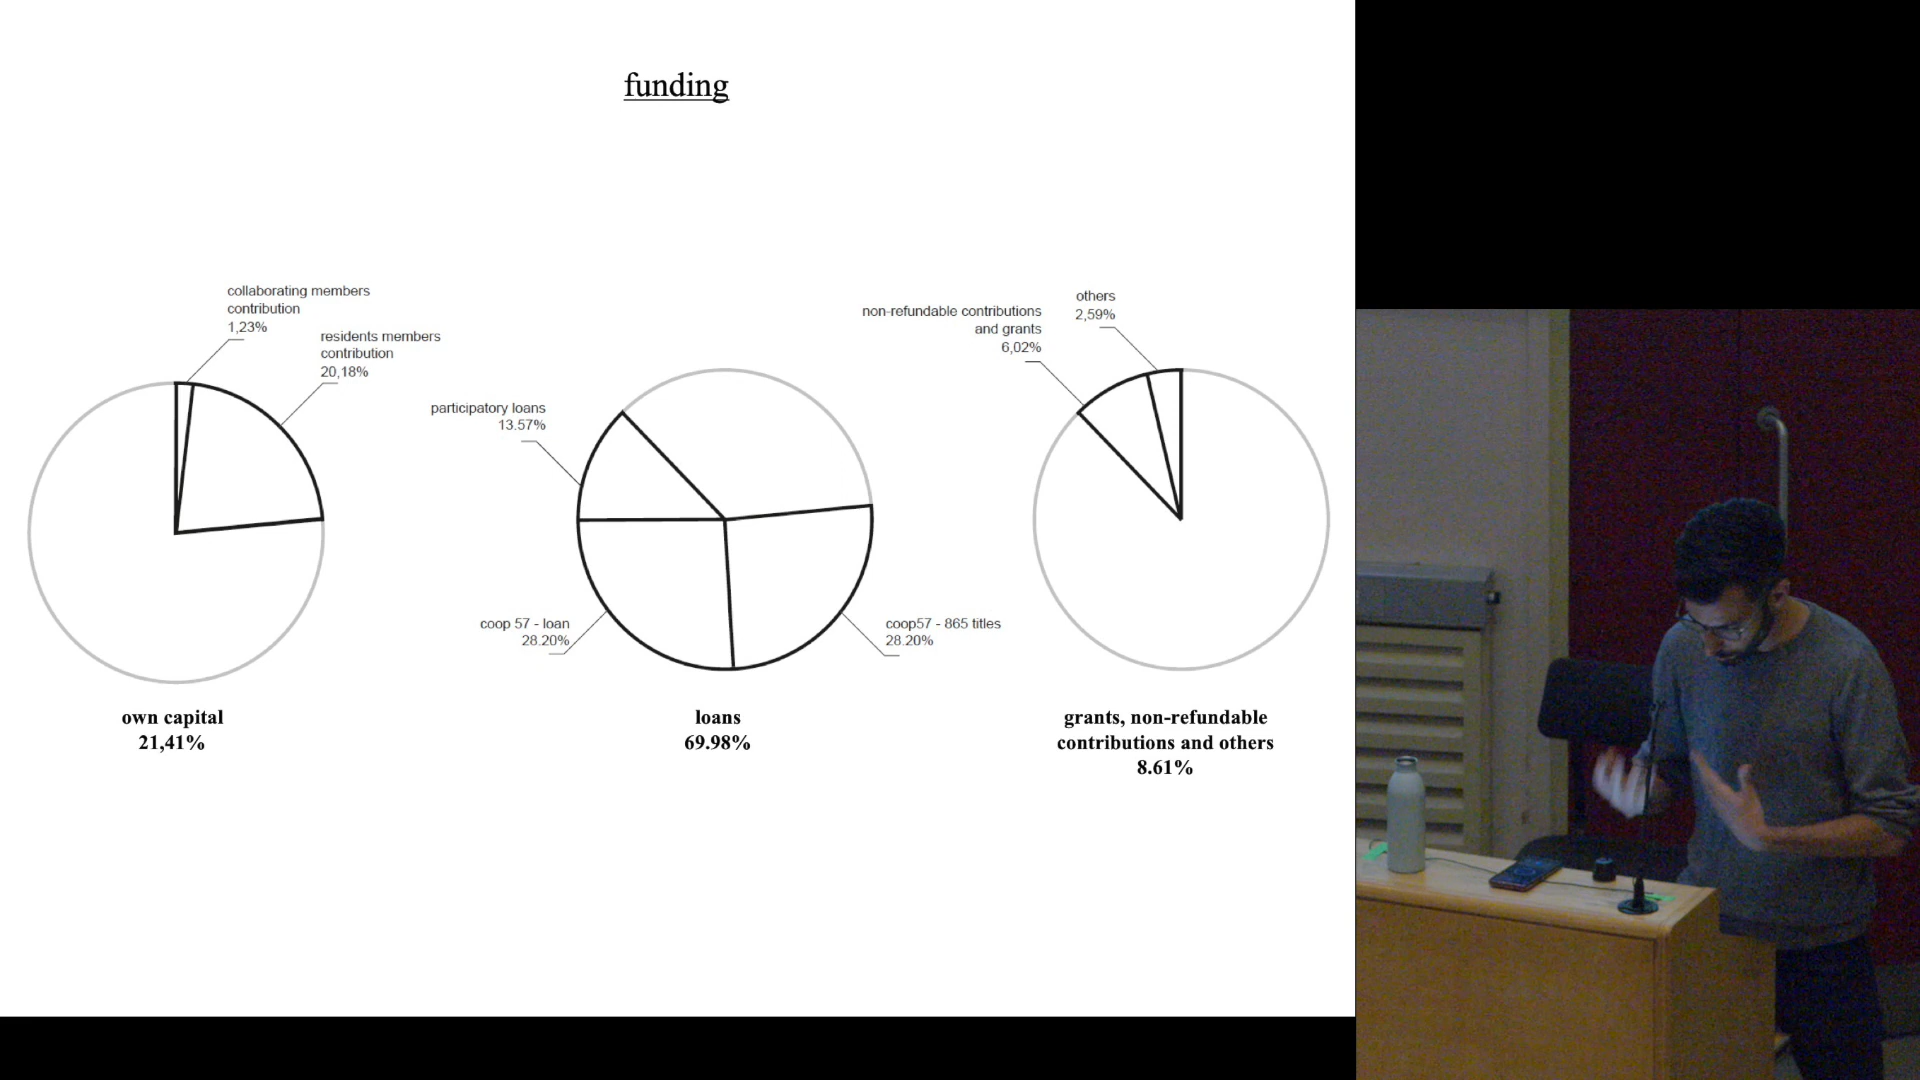 funding
collaborating members
contribution
1,23%
residents members
contribution
20,18%
own capital
21,41%
participatory loans
13.57%
coop 57 - loan
28.20%
coop57 - 865 titles
28.20%
loans
69.98%
non-refundable contributions
and grants
6,02%
others
2,59%
grants, non-refundable
contributions and others
8.61%